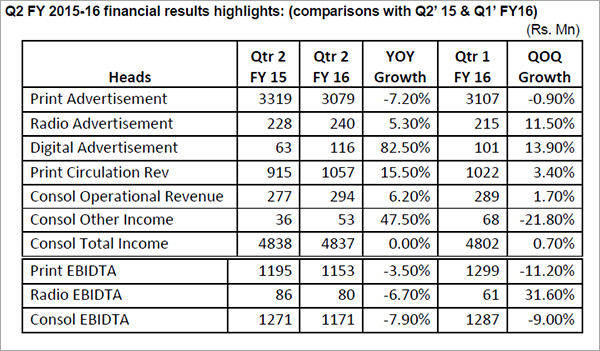 Q2 FY 2015-16 financial results highlights: (comparisons with Q2' 15 & Q1' FY16)
(Rs. Mn)
Heads Qtr 2 FY 15 Qtr 2 FY 16 YOY Growth Qtr 1 FY 16 QOQ Growth
Print Advertisement 3319 3079 -7.20% 3107 -0.90%
Radio Advertisement 228 240 5.30% 215 11.50%
Digital Advertisement 63 116 82.50% 101 13.90%
Print Circulation Rev 915 1057 15.50% 1022 3.40%
Consol Operational Revenue 277 294 6.20% 289 1.70%
Consol Other Income 36 53 47.50% 68 -21.80%
Consol Total Income 4838 4837 0.00% 4802 0.70%
Print EBIDTA 1195 1153 -3.50% 1299 -11.20%
Radio EBIDTA 86 80 -6.70% 61 31.60%
Consol EBIDTA 1271 1171 -7.90% 1287 -9.00%